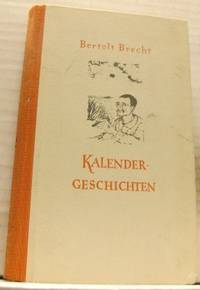 Bertolt Brecht
KALENDER-
GESCHICHTEN